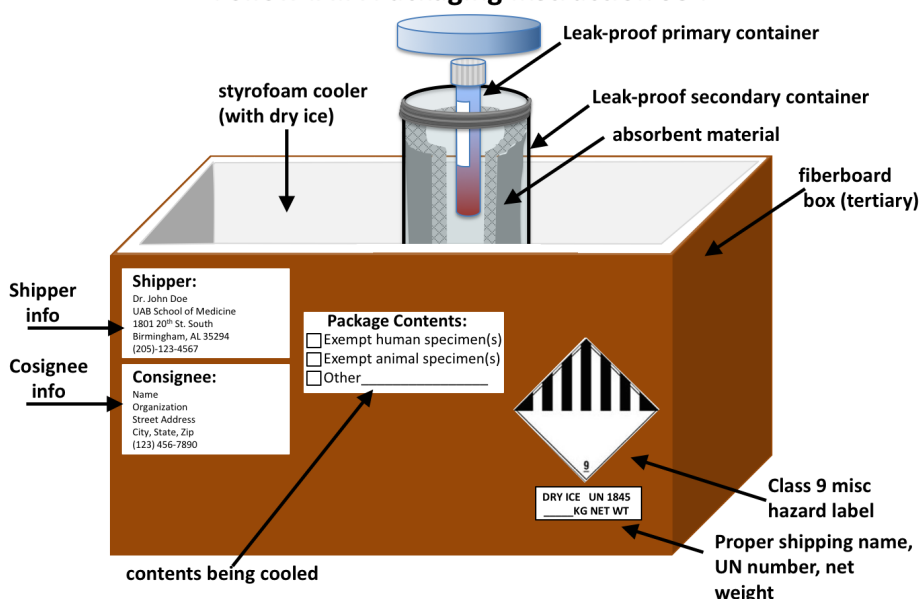 Leak-proof primary container
styrofoam cooler
(with dry ice)
Leak-proof secondary container
absorbent material
fiberboard
box (tertiary)
Shipper
info
Shipper:
Dr. John Doe
UAB School of Medicine
1801 20th St. South
Birmingham, AL 35294
(205)-123-4567
Package Contents:
Exempt human specimen(s)
Exempt animal specimen(s)
Other_________________
Cosignee
info
Consignee:
Name
Organization
Street Address
City, State, Zip
(123) 456-7890
9
DRY ICE UN 1845
_____KG NET WT
Class 9 misc
hazard label
Proper shipping name,
UN number, net
weight
contents being cooled